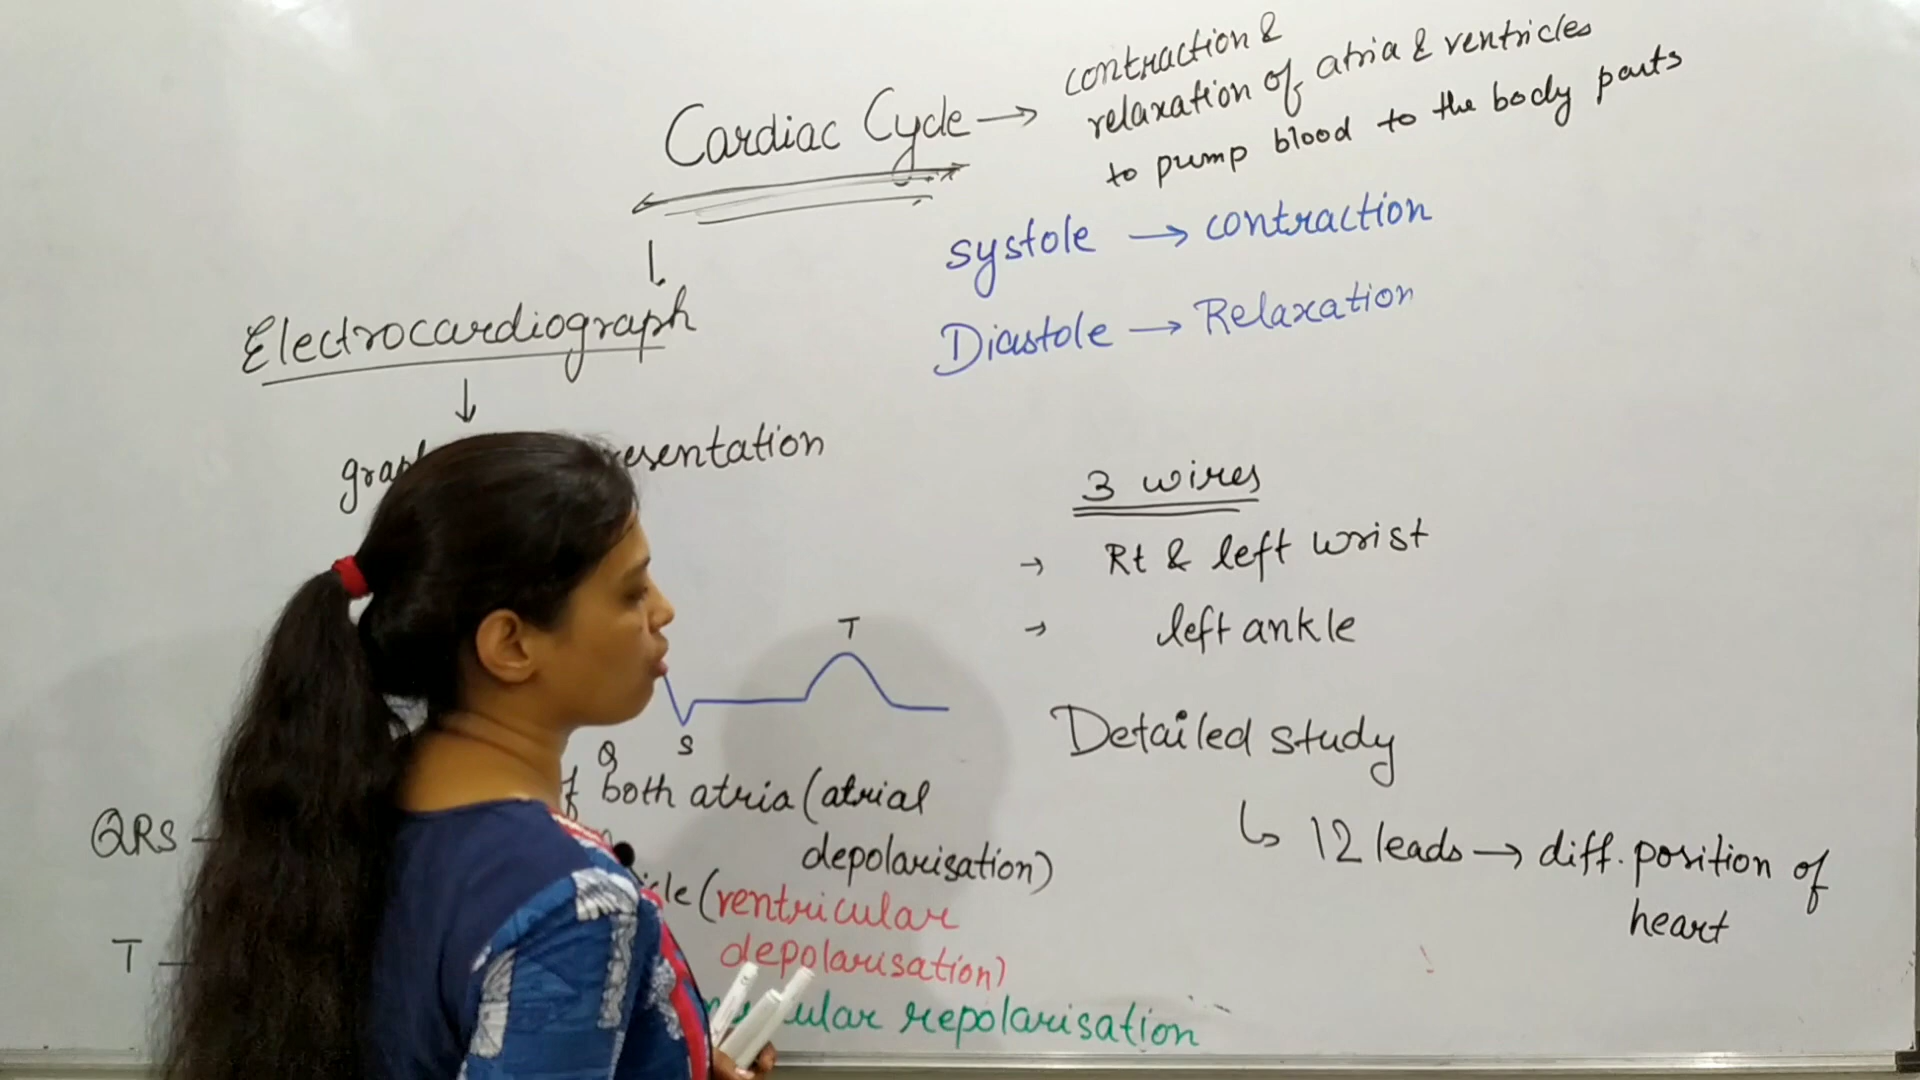 Cardiac Cycle → contraction &
relaxation of atria & ventricles
to pump blood to the body parts
systole → contraction
Diastole → Relaxation
Electrocardiograph
↓
3 wires
→ Rt & left wrist
→ left ankle
T
Q S
Detailed study
↳ 12 leads → diff. position of
heart
both atria (atrial
depolarisation)
QRS
(ventricular
depolarisation)
T
repolarisation